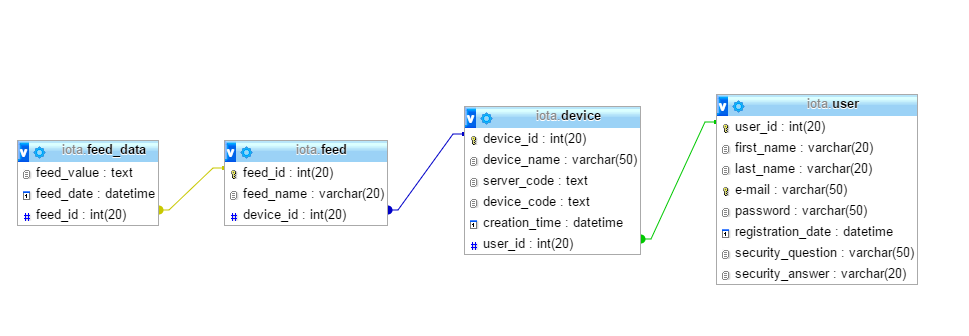 iota.feed_data
feed_value : text
feed_date : datetime
feed_id : int(20)
iota.feed
feed_id : int(20)
feed_name : varchar(20)
device_id : int(20)
iota.device
device_id : int(20)
device_name : varchar(50)
server_code : text
device_code : text
creation_time : datetime
user_id : int(20)
iota.user
user_id : int(20)
first_name : varchar(20)
last_name : varchar(20)
e-mail : varchar(50)
password : varchar(50)
registration_date : datetime
security_question : varchar(50)
security_answer : varchar(20)